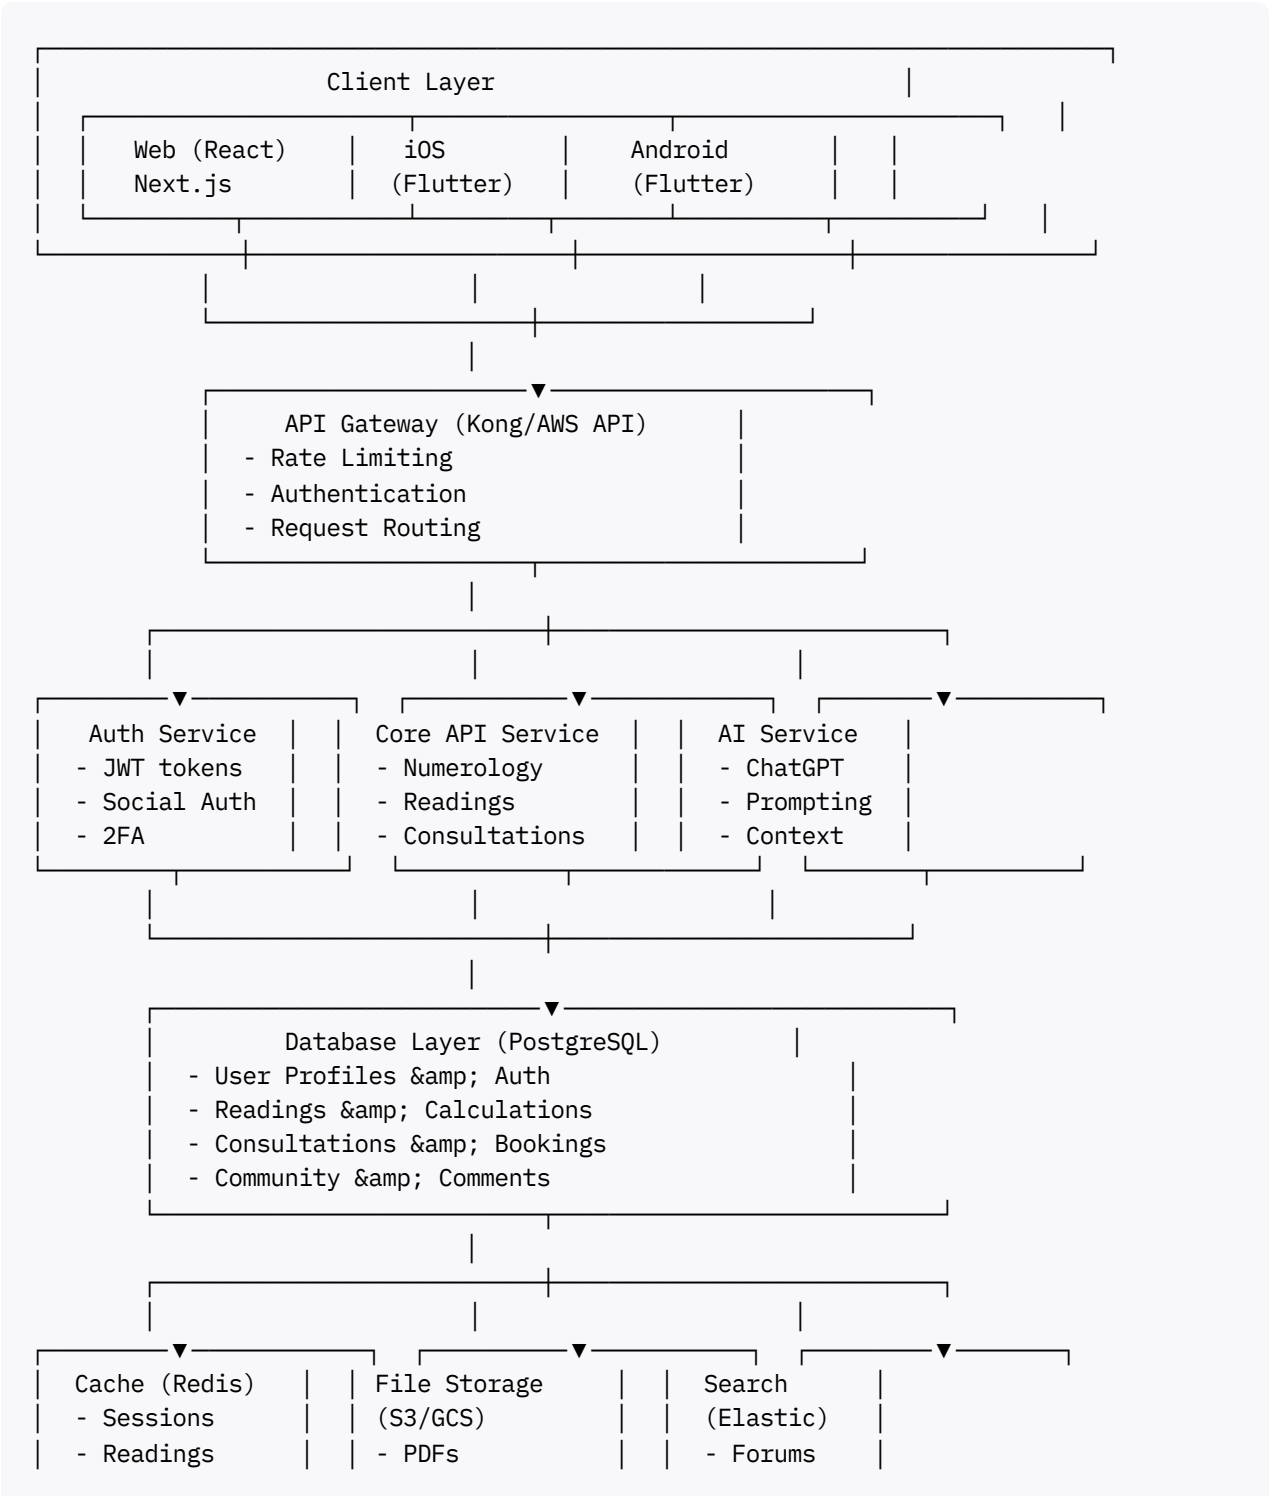 Client Layer
Web (React) iOS Android
Next.js (Flutter) (Flutter)
API Gateway (Kong/AWS API)
- Rate Limiting
- Authentication
- Request Routing
Auth Service Core API Service AI Service
- JWT tokens - Numerology - ChatGPT
- Social Auth - Readings - Prompting
- 2FA - Consultations - Context
Database Layer (PostgreSQL)
- User Profiles &amp; Auth
- Readings &amp; Calculations
- Consultations &amp; Bookings
- Community &amp; Comments
Cache (Redis) File Storage Search
- Sessions (S3/GCS) (Elastic)
- Readings - PDFs - Forums